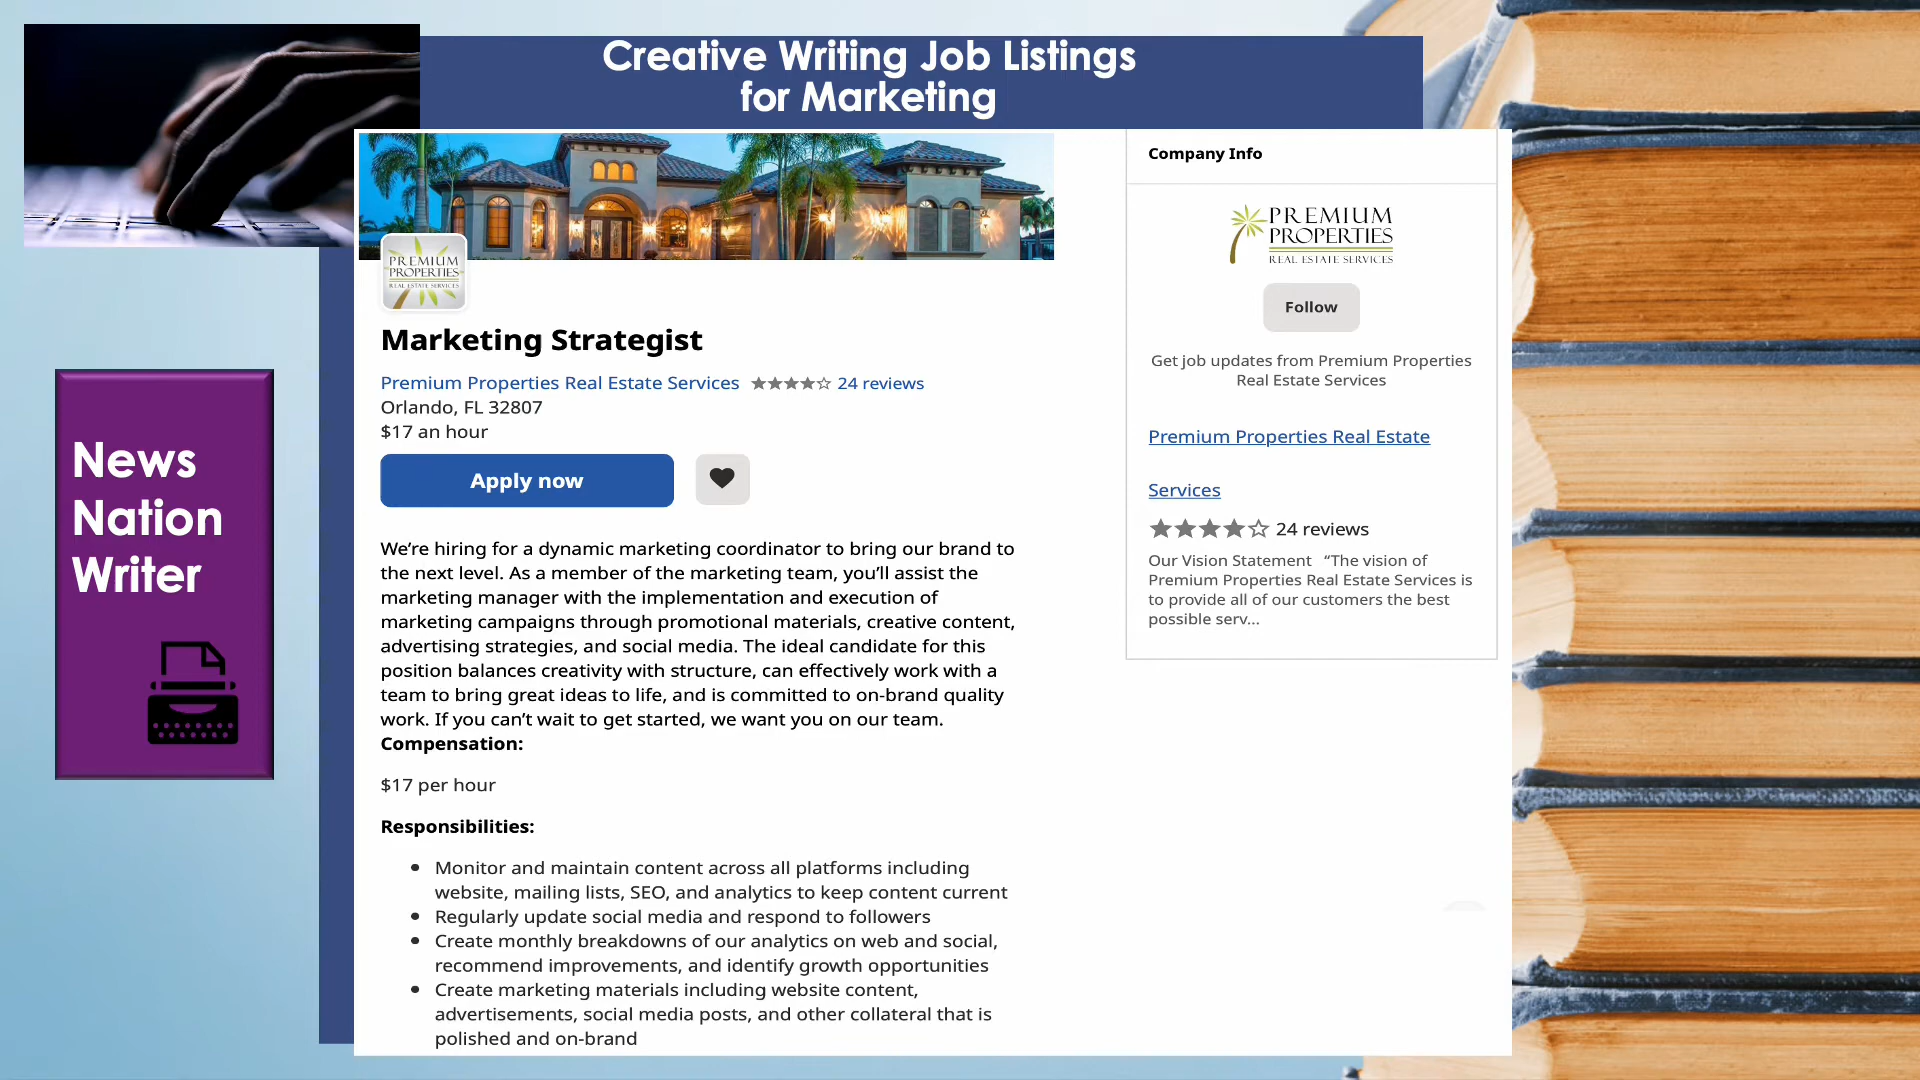 Creative Writing Job Listings
for Marketing
News
Nation
Writer
PREMIUM
PROPERTIES
REAL ESTATE SERVICES
Marketing Strategist
Premium Properties Real Estate Services 24 reviews
Orlando, FL 32807
$17 an hour
Apply now
We’re hiring for a dynamic marketing coordinator to bring our brand to
the next level. As a member of the marketing team, you’ll assist the
marketing manager with the implementation and execution of
marketing campaigns through promotional materials, creative content,
advertising strategies, and social media. The ideal candidate for this
position balances creativity with structure, can effectively work with a
team to bring great ideas to life, and is committed to on-brand quality
work. If you can’t wait to get started, we want you on our team.
Compensation:
$17 per hour
Responsibilities:
• Monitor and maintain content across all platforms including
website, mailing lists, SEO, and analytics to keep content current
• Regularly update social media and respond to followers
• Create monthly breakdowns of our analytics on web and social,
recommend improvements, and identify growth opportunities
• Create marketing materials including website content,
advertisements, social media posts, and other collateral that is
polished and on-brand
Company Info
PREMIUM
PROPERTIES
REAL ESTATE SERVICES
Follow
Get job updates from Premium Properties
Real Estate Services
Premium Properties Real Estate
Services
24 reviews
Our Vision Statement “The vision of
Premium Properties Real Estate Services is
to provide all of our customers the best
possible serv...